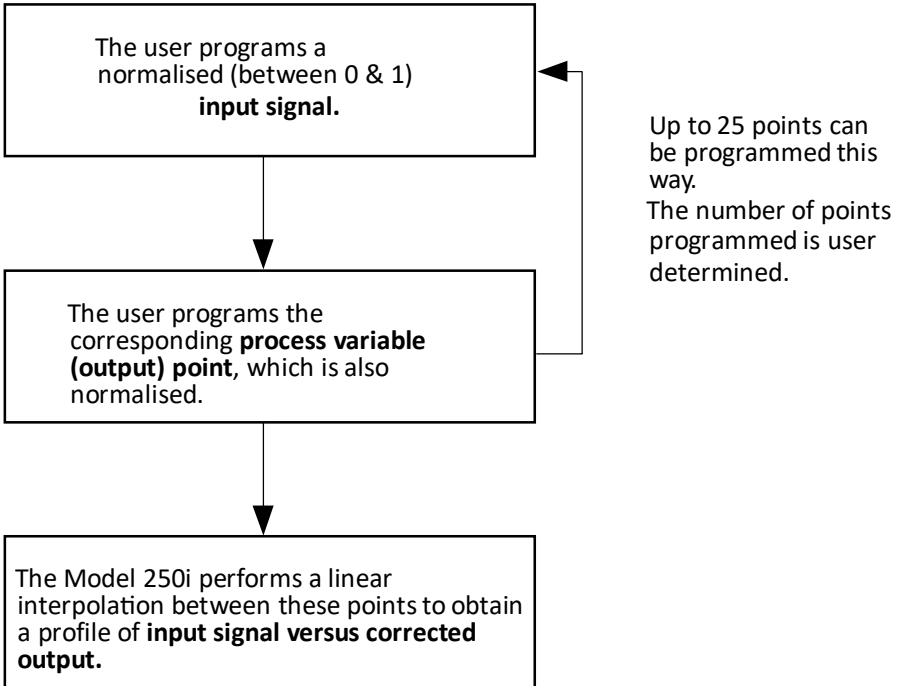 The user programs a
normalised (between 0 & 1)
input signal.
Up to 25 points can
be programmed this
way.
The number of points
programmed is user
determined.
The user programs the
corresponding process variable
(output) point, which is also
normalised.
The Model 250i performs a linear
interpolation between these points to obtain
a profile of input signal versus corrected
output.